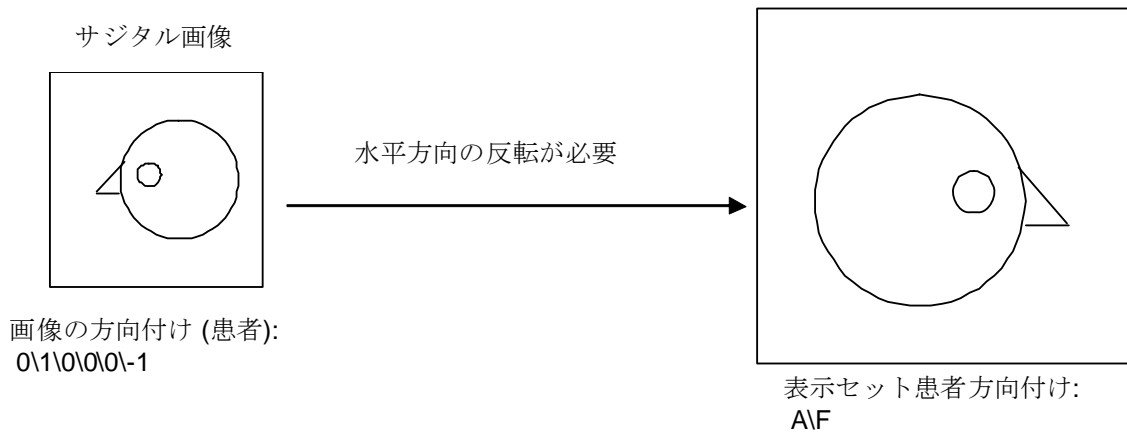 サジタル画像
水平方向の反転が必要
画像の方向付け (患者):
0\1\0\0\0\-1
表示セット患者方向付け:
A\F